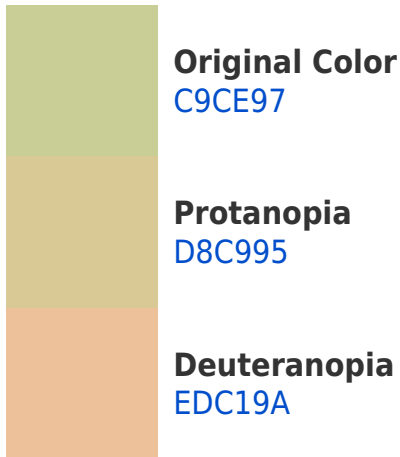 Original Color
C9CE97
Protanopia
D8C995
Deuteranopia
EDC19A